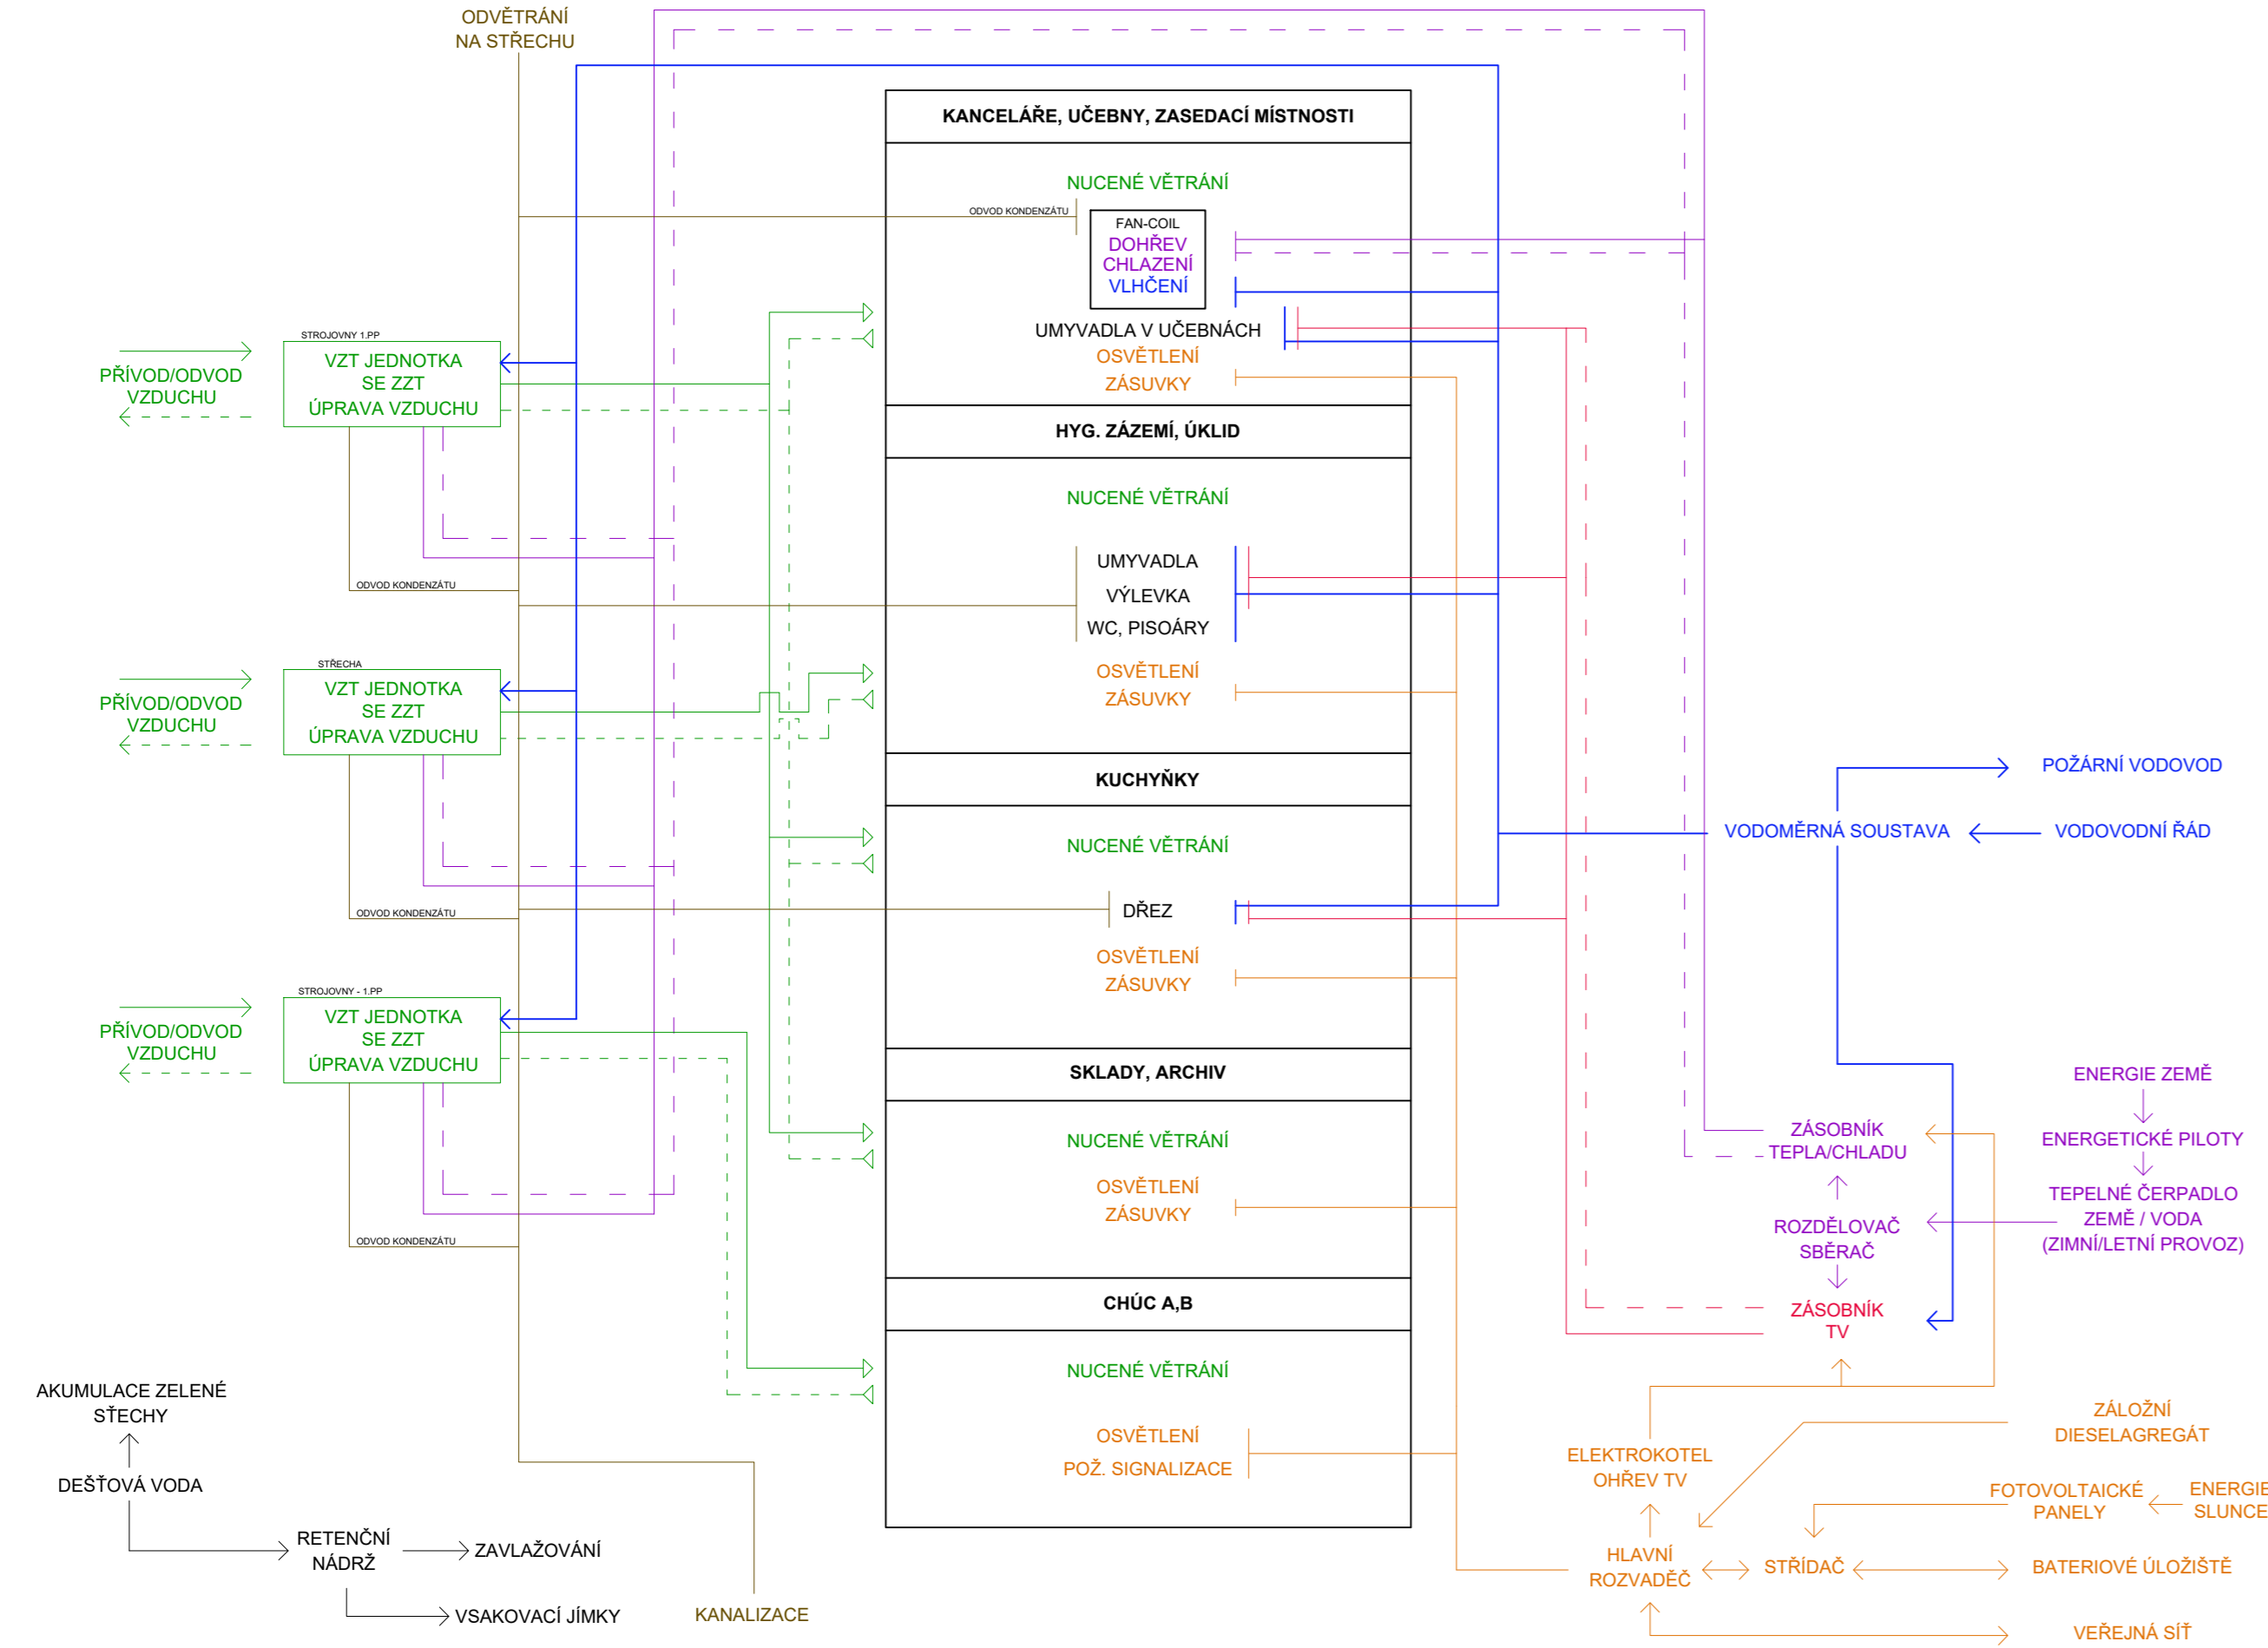 ODVĚTRÁNÍ
NA STŘECHU
KANCELÁŘE, UČEBNY, ZASEDACÍ MÍSTNOSTI
NUCENÉ VĚTRÁNÍ
ODVOD KONDENZÁTU
FAN-COIL
DOHŘEV
CHLAZENÍ
VLHČENÍ
UMYVADLA V UČEBNÁCH
OSVĚTLENÍ
ZÁSUVKY
STROJOVNY 1.PP
VZT JEDNOTKA
SE ZZT
ÚPRAVA VZDUCHU
PŘÍVOD/ODVOD
VZDUCHU
ODVOD KONDENZÁTU
HYG. ZÁZEMÍ, ÚKLID
NUCENÉ VĚTRÁNÍ
UMYVADLA
VÝLEVKA
WC, PISOÁRY
OSVĚTLENÍ
ZÁSUVKY
STŘECHA
VZT JEDNOTKA
SE ZZT
ÚPRAVA VZDUCHU
PŘÍVOD/ODVOD
VZDUCHU
ODVOD KONDENZÁTU
KUCHYŇKY
NUCENÉ VĚTRÁNÍ
DŘEZ
OSVĚTLENÍ
ZÁSUVKY
POŽÁRNÍ VODOVOD
VODOMĚRNÁ SOUSTAVA
VODOVODNÍ ŘÁD
STROJOVNY - 1.PP
VZT JEDNOTKA
SE ZZT
ÚPRAVA VZDUCHU
PŘÍVOD/ODVOD
VZDUCHU
ODVOD KONDENZÁTU
SKLADY, ARCHIV
NUCENÉ VĚTRÁNÍ
OSVĚTLENÍ
ZÁSUVKY
ENERGIE ZEMĚ
ENERGETICKÉ PILOTY
TEPELNÉ ČERPADLO
ZEMĚ / VODA
(ZIMNÍ/LETNÍ PROVOZ)
ZÁSOBNÍK
TEPLA/CHLADU
ROZDĚLOVAČ
SBĚRAČ
ZÁSOBNÍK
TV
CHÚC A,B
NUCENÉ VĚTRÁNÍ
OSVĚTLENÍ
POŽ. SIGNALIZACE
AKUMULACE ZELENÉ
SŤECHY
DEŠŤOVÁ VODA
RETENČNÍ
NÁDRŽ
ZAVLAŽOVÁNÍ
VSAKOVACÍ JÍMKY
KANALIZACE
ZÁLOŽNÍ
DIESELAGREGÁT
ELEKTROKOTEL
OHŘEV TV
FOTOVOLTAICKÉ
PANELY
ENERGIE
SLUNCE
HLAVNÍ
ROZVADĚČ
STŘÍDAČ
BATERIOVÉ ÚLOŽIŠTĚ
VEŘEJNÁ SÍŤ